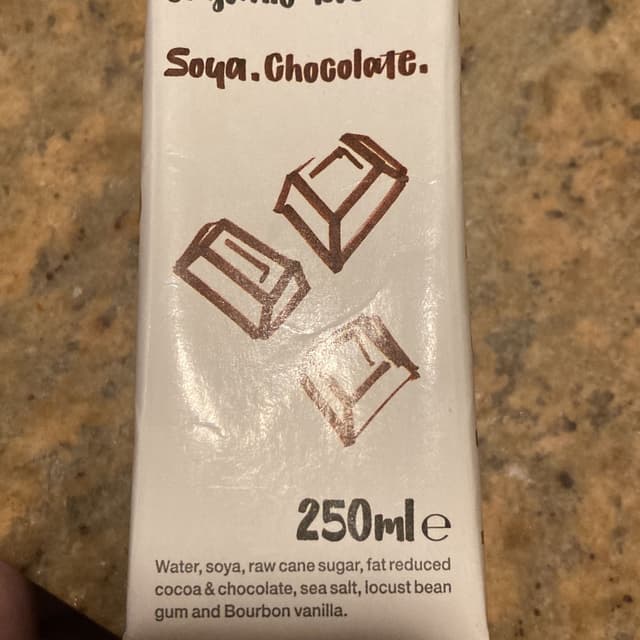 Soya. Chocolate.
250ml e
Water, soya, raw cane sugar, fat reduced
cocoa & chocolate, sea salt, locust bean
gum and Bourbon vanilla.